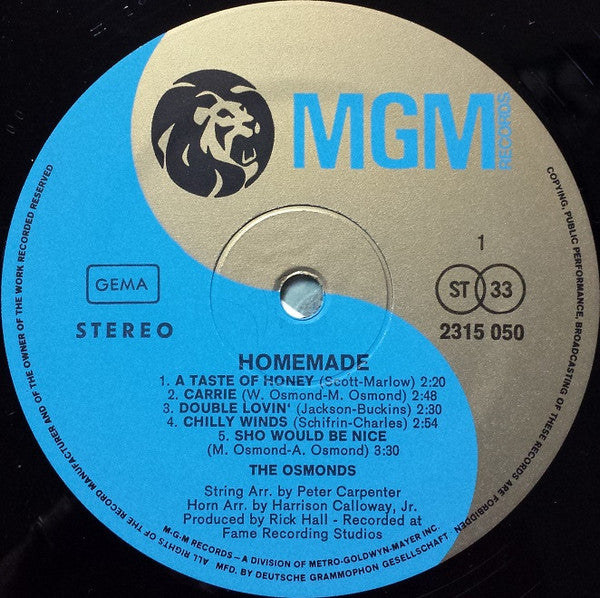 MGM
RECORDS
1
GEMA
STEREO
ST 33
2315 050
HOMEMADE
1. A TASTE OF HONEY (Scott-Marlow) 2:20
2. CARRIE (W. Osmond-M. Osmond) 2:48
3. DOUBLE LOVIN' (Jackson-Buckins) 2:30
4. CHILLY WINDS (Schifrin-Charles) 2:54
5. SHO WOULD BE NICE
(M. Osmond-A. Osmond) 3:30
THE OSMONDS
String Arr. by Peter Carpenter
Horn Arr. by Harrison Calloway, Jr.
Produced by Rick Hall - Recorded at
Fame Recording Studios
M-G-M RECORDS – A DIVISION OF METRO-GOLDWYN-MAYER INC.
MFD. BY DEUTSCHE GRAMMOPHON GESELLSCHAFT · ALL RIGHTS OF THE RECORD MANUFACTURER AND OF THE OWNER OF THE WORK RECORDED RESERVED
COPYING, PUBLIC PERFORMANCE, BROADCASTING OF THESE RECORDS ARE FORBIDDEN